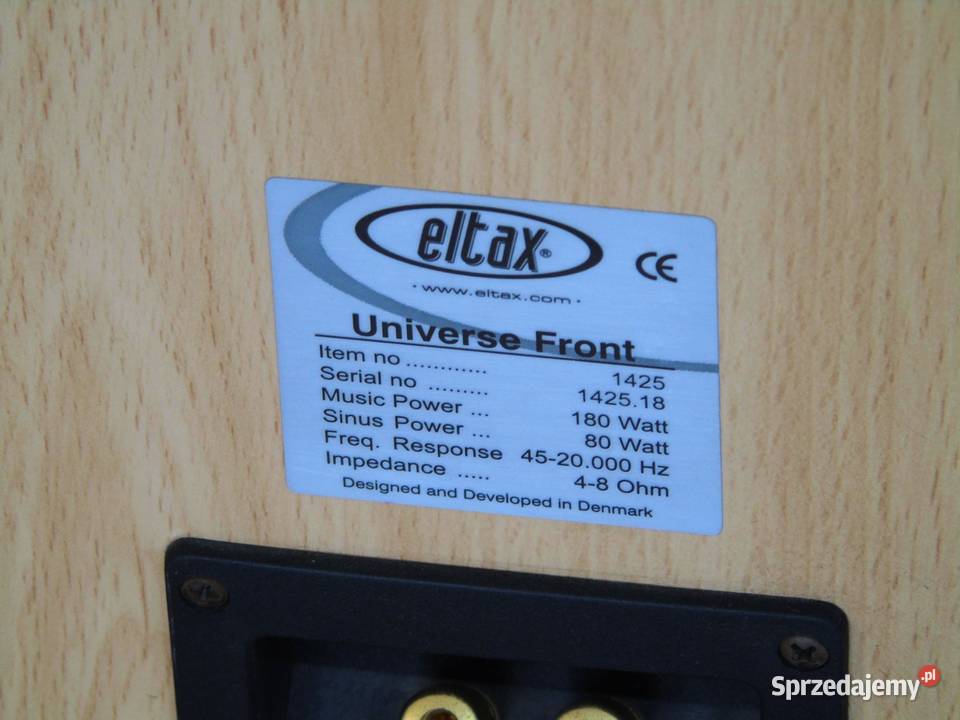 eltax®
CE
· www.eltax.com ·
Universe Front
Item no ............ 1425
Serial no ......... 1425.18
Music Power ... 180 Watt
Sinus Power ... 80 Watt
Freq. Response 45-20.000 Hz
Impedance ..... 4-8 Ohm
Designed and Developed in Denmark
Sprzedajemy.pl